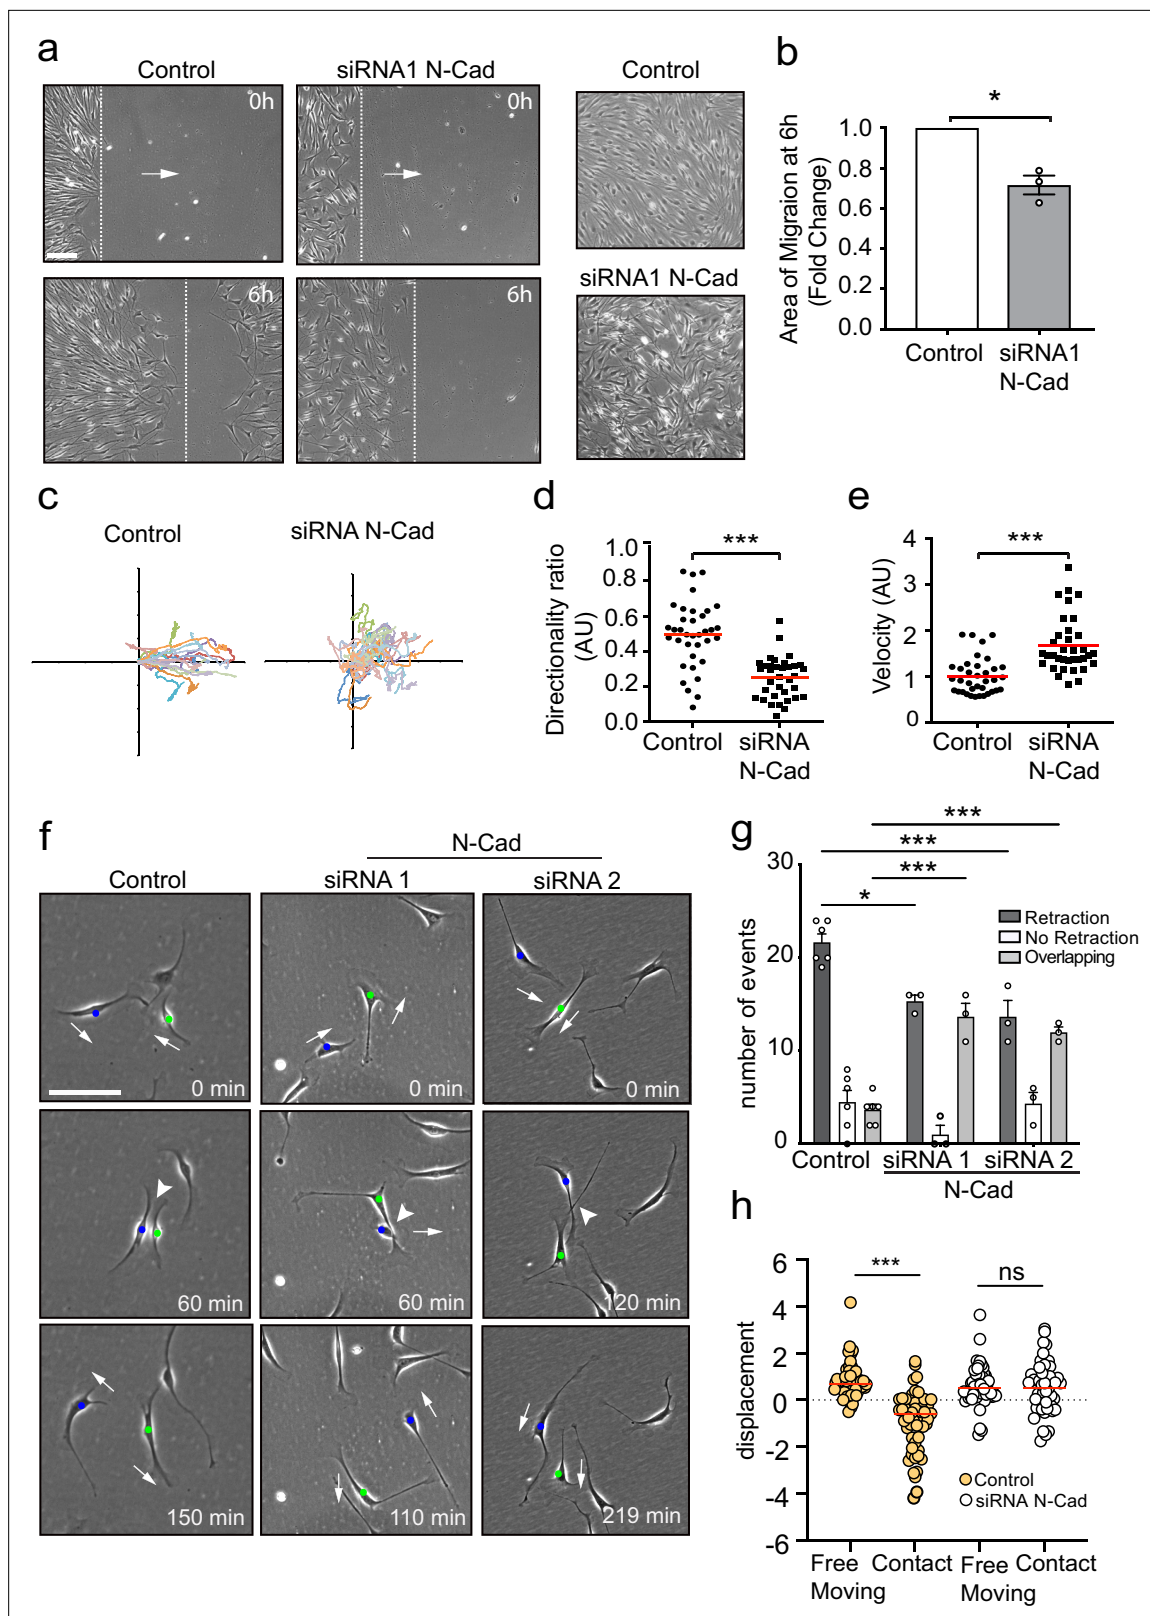 a
Control
siRNA1 N-Cad
Control
0h
0h
siRNA1 N-Cad
6h
6h
b
*
Area of Migraion at 6h
(Fold Change)
1.0
0.8
0.6
0.4
0.2
0.0
Control
siRNA1
N-Cad
c
Control
siRNA N-Cad
d
Directionality ratio
(AU)
1.0
0.8
0.6
0.4
0.2
0.0
***
Control
siRNA
N-Cad
e
Velocity (AU)
4
3
2
1
0
***
Control
siRNA
N-Cad
f
N-Cad
Control
siRNA 1
siRNA 2
0 min
0 min
0 min
60 min
60 min
120 min
150 min
110 min
219 min
g
***
***
***
*
number of events
30
20
10
0
Retraction
No Retraction
Overlapping
Control
siRNA 1
siRNA 2
N-Cad
h
displacement
6
4
2
0
-2
-4
-6
***
ns
Control
siRNA N-Cad
Free
Moving
Contact
Free
Moving
Contact